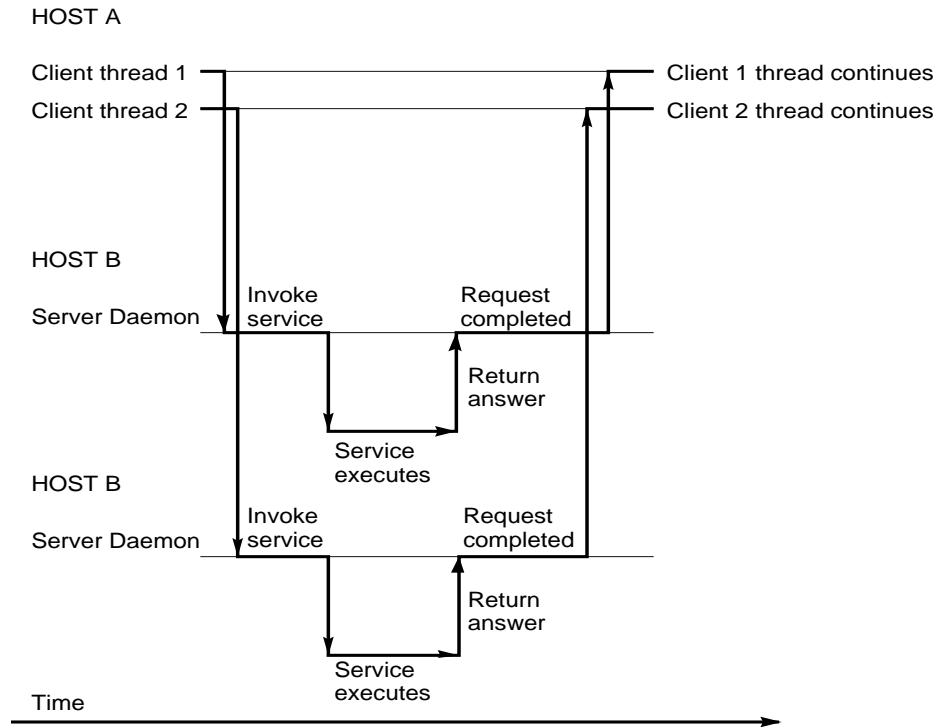 HOST A
Client thread 1
Client 1 thread continues
Client thread 2
Client 2 thread continues
HOST B
Invoke
service
Request
completed
Server Daemon
Return
answer
Service
executes
HOST B
Invoke
service
Request
completed
Server Daemon
Return
answer
Service
executes
Time